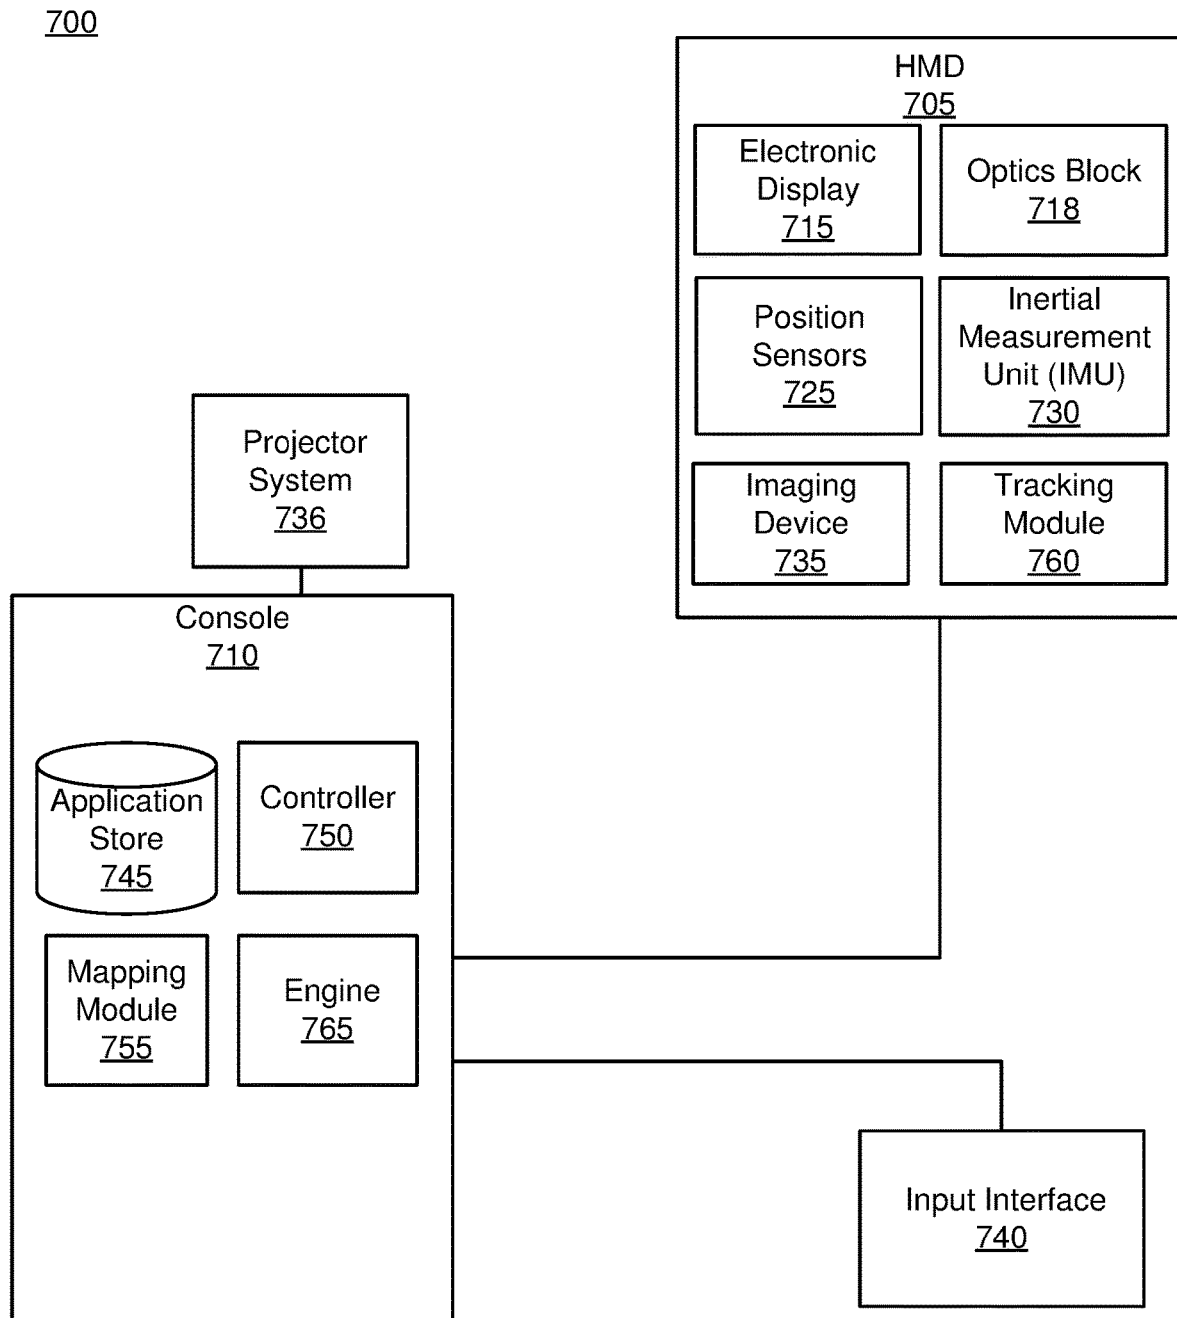 700
HMD
705
Electronic
Display
715
Optics Block
718
Position
Sensors
725
Inertial
Measurement
Unit (IMU)
730
Imaging
Device
735
Tracking
Module
760
Projector
System
736
Console
710
Application
Store
745
Controller
750
Mapping
Module
755
Engine
765
Input Interface
740